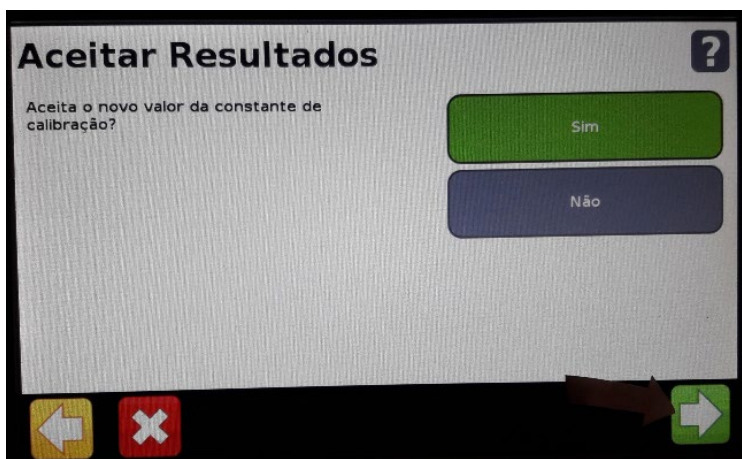 Aceitar Resultados
?
Aceita o novo valor da constante de
calibração?
Sim
Não